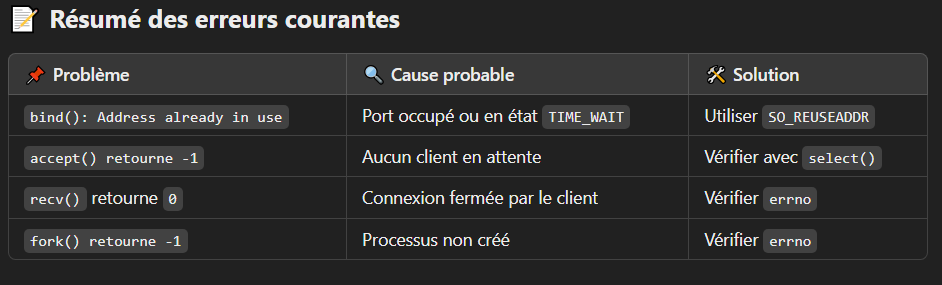 📝 Résumé des erreurs courantes
📌 Problème 🔍 Cause probable 🛠️ Solution
bind(): Address already in use Port occupé ou en état TIME_WAIT Utiliser SO_REUSEADDR
accept() retourne -1 Aucun client en attente Vérifier avec select()
recv() retourne 0 Connexion fermée par le client Vérifier errno
fork() retourne -1 Processus non créé Vérifier errno